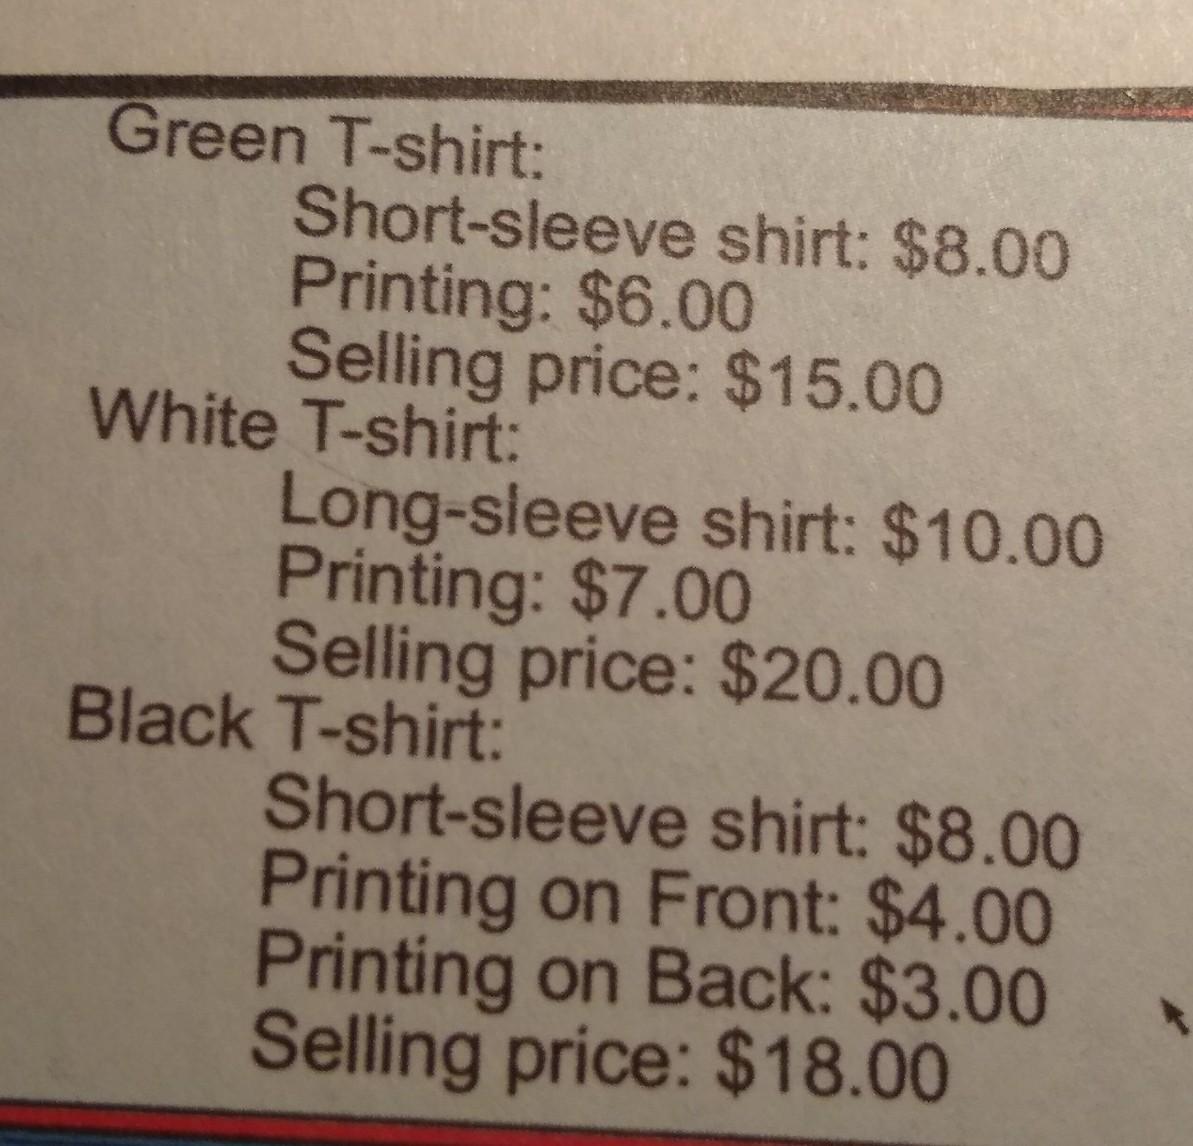 Green T-shirt:
Short-sleeve shirt: $8.00
Printing: $6.00
Selling price: $15.00
White T-shirt:
Long-sleeve shirt: $10.00
Printing: $7.00
Selling price: $20.00
Black T-shirt:
Short-sleeve shirt: $8.00
Printing on Front: $4.00
Printing on Back: $3.00
Selling price: $18.00